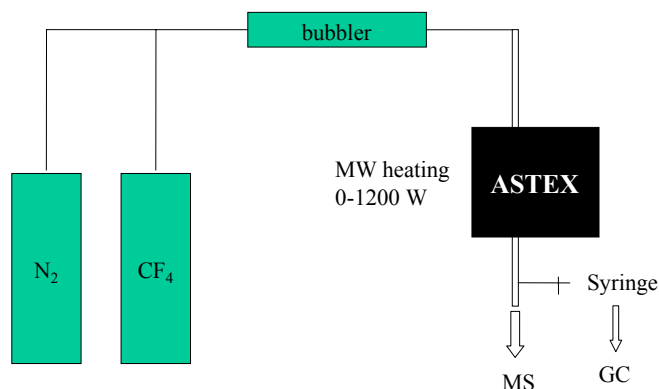 bubbler
MW heating
0-1200 W
ASTEX
N₂
CF₄
Syringe
MS
GC